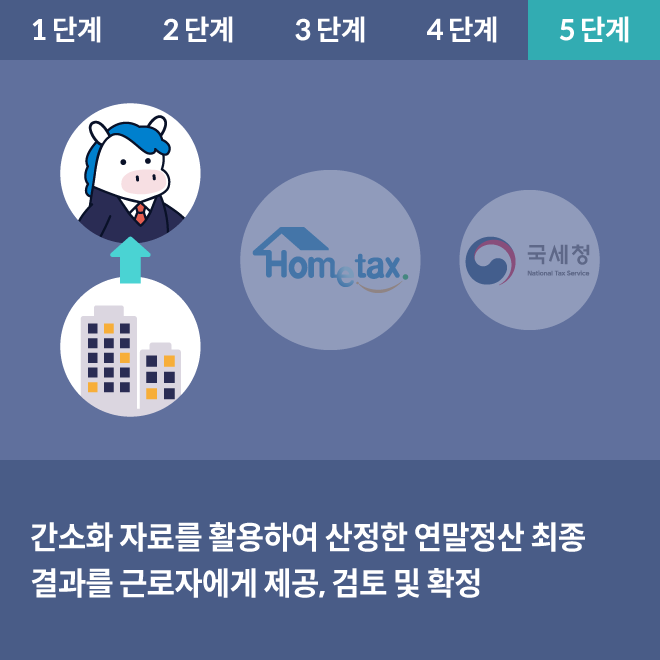 1 단계 2 단계 3 단계 4 단계 5 단계
Hometax.
국세청
National Tax Service
간소화 자료를 활용하여 산정한 연말정산 최종
결과를 근로자에게 제공, 검토 및 확정